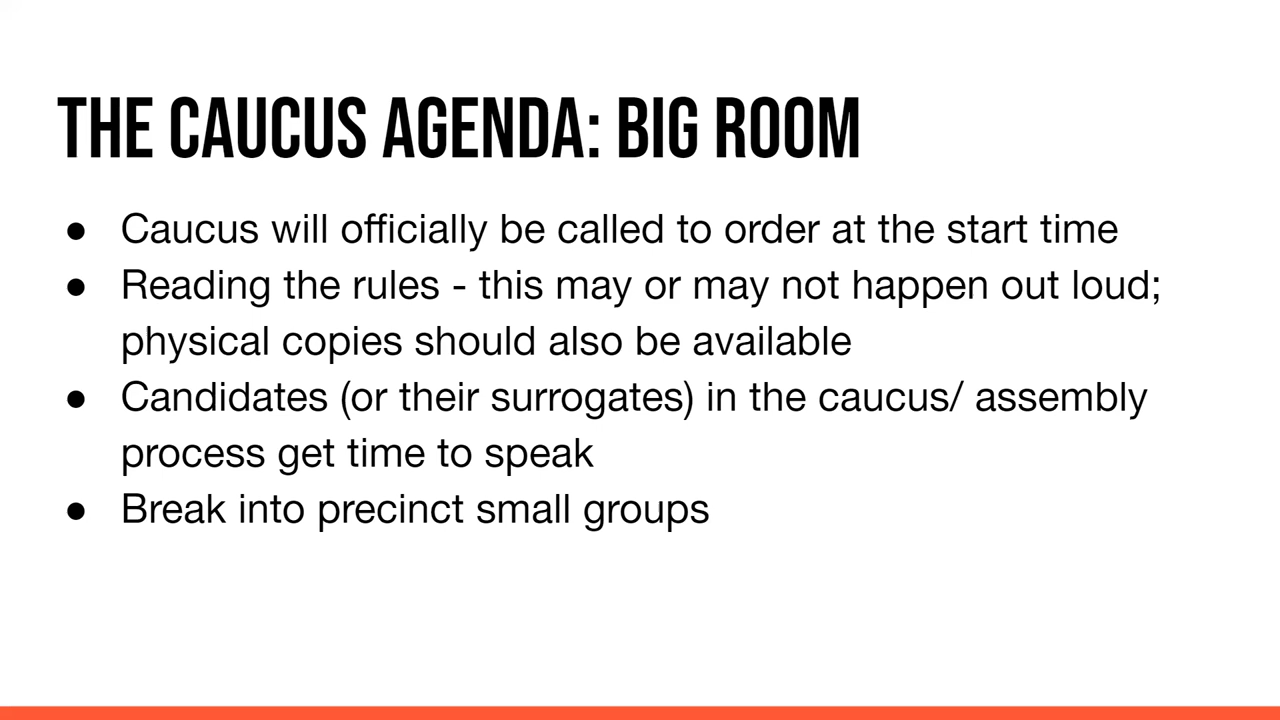 THE CAUCUS AGENDA: BIG ROOM
● Caucus will officially be called to order at the start time
● Reading the rules - this may or may not happen out loud;
physical copies should also be available
● Candidates (or their surrogates) in the caucus/ assembly
process get time to speak
● Break into precinct small groups